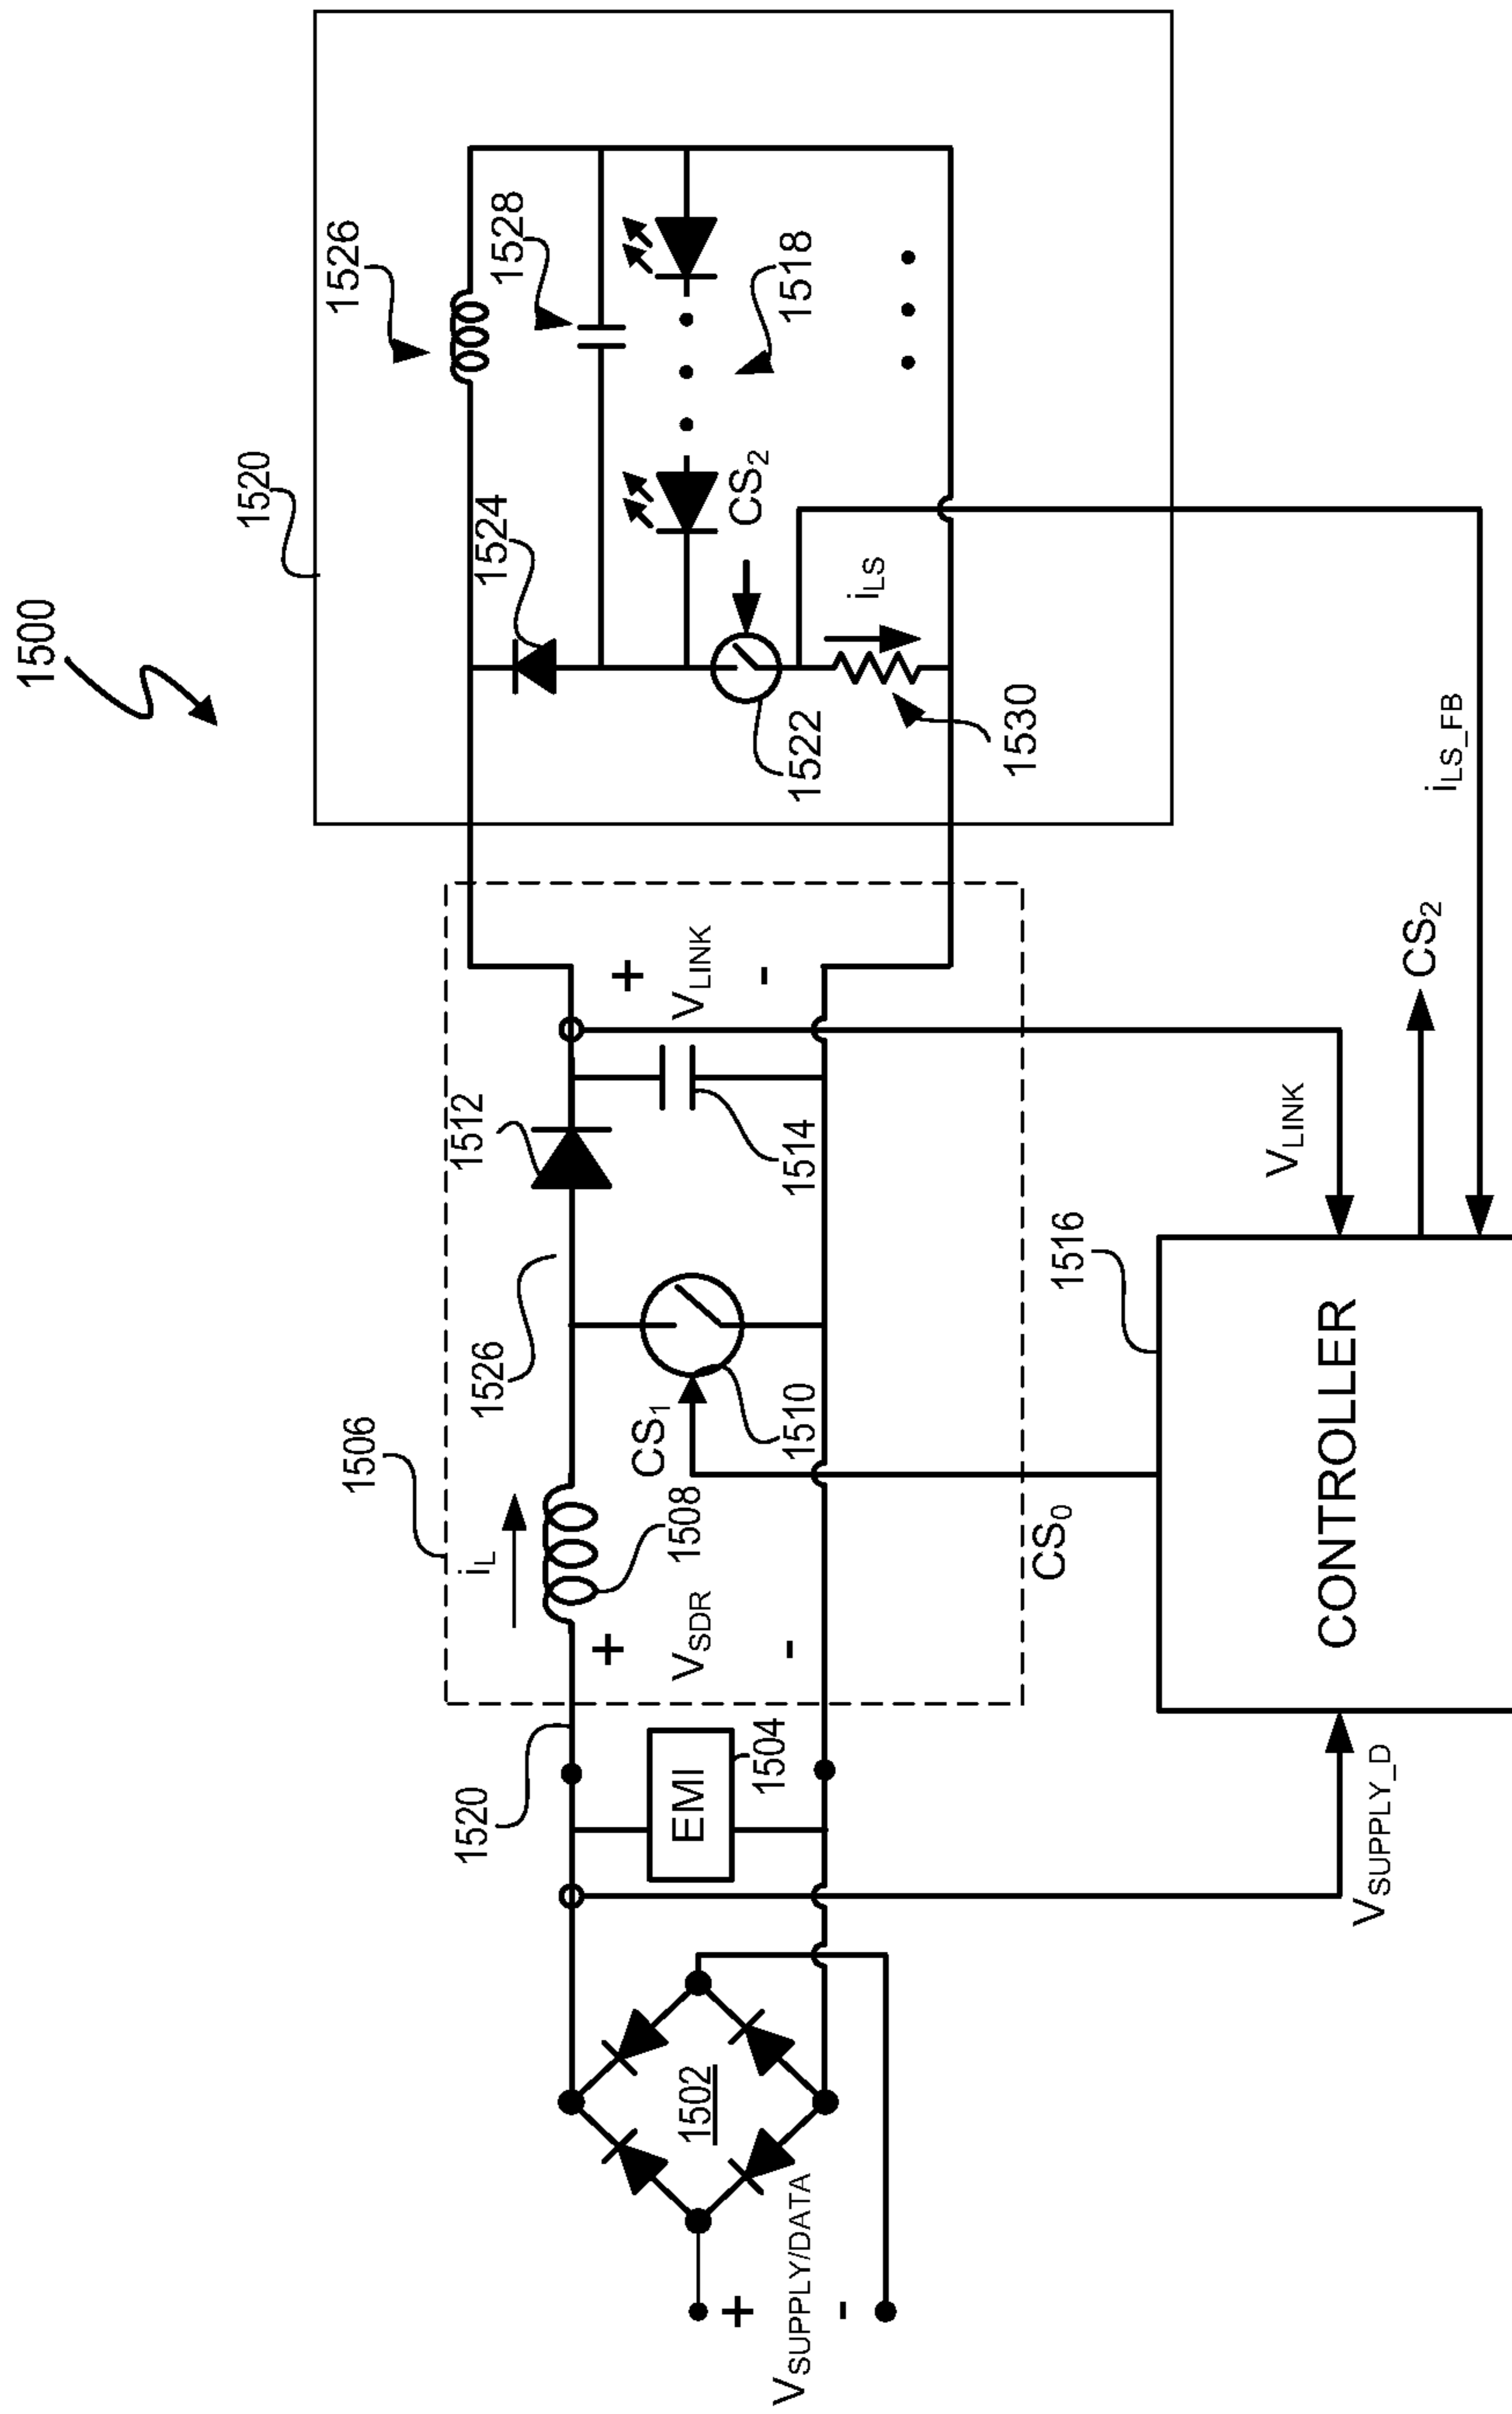 1500
1520
1526
1524
1528
CS2
1518
1522
iLS
1530
1506
iL
1526
1512
+
VLINK
-
1520
+
VSDR
-
1508
CS1
1510
1514
EMI
1504
1502
+
VSUPPLY/DATA
-
CS0
1516
VLINK
CS2
iLS_FB
VSUPPLY_D
CONTROLLER